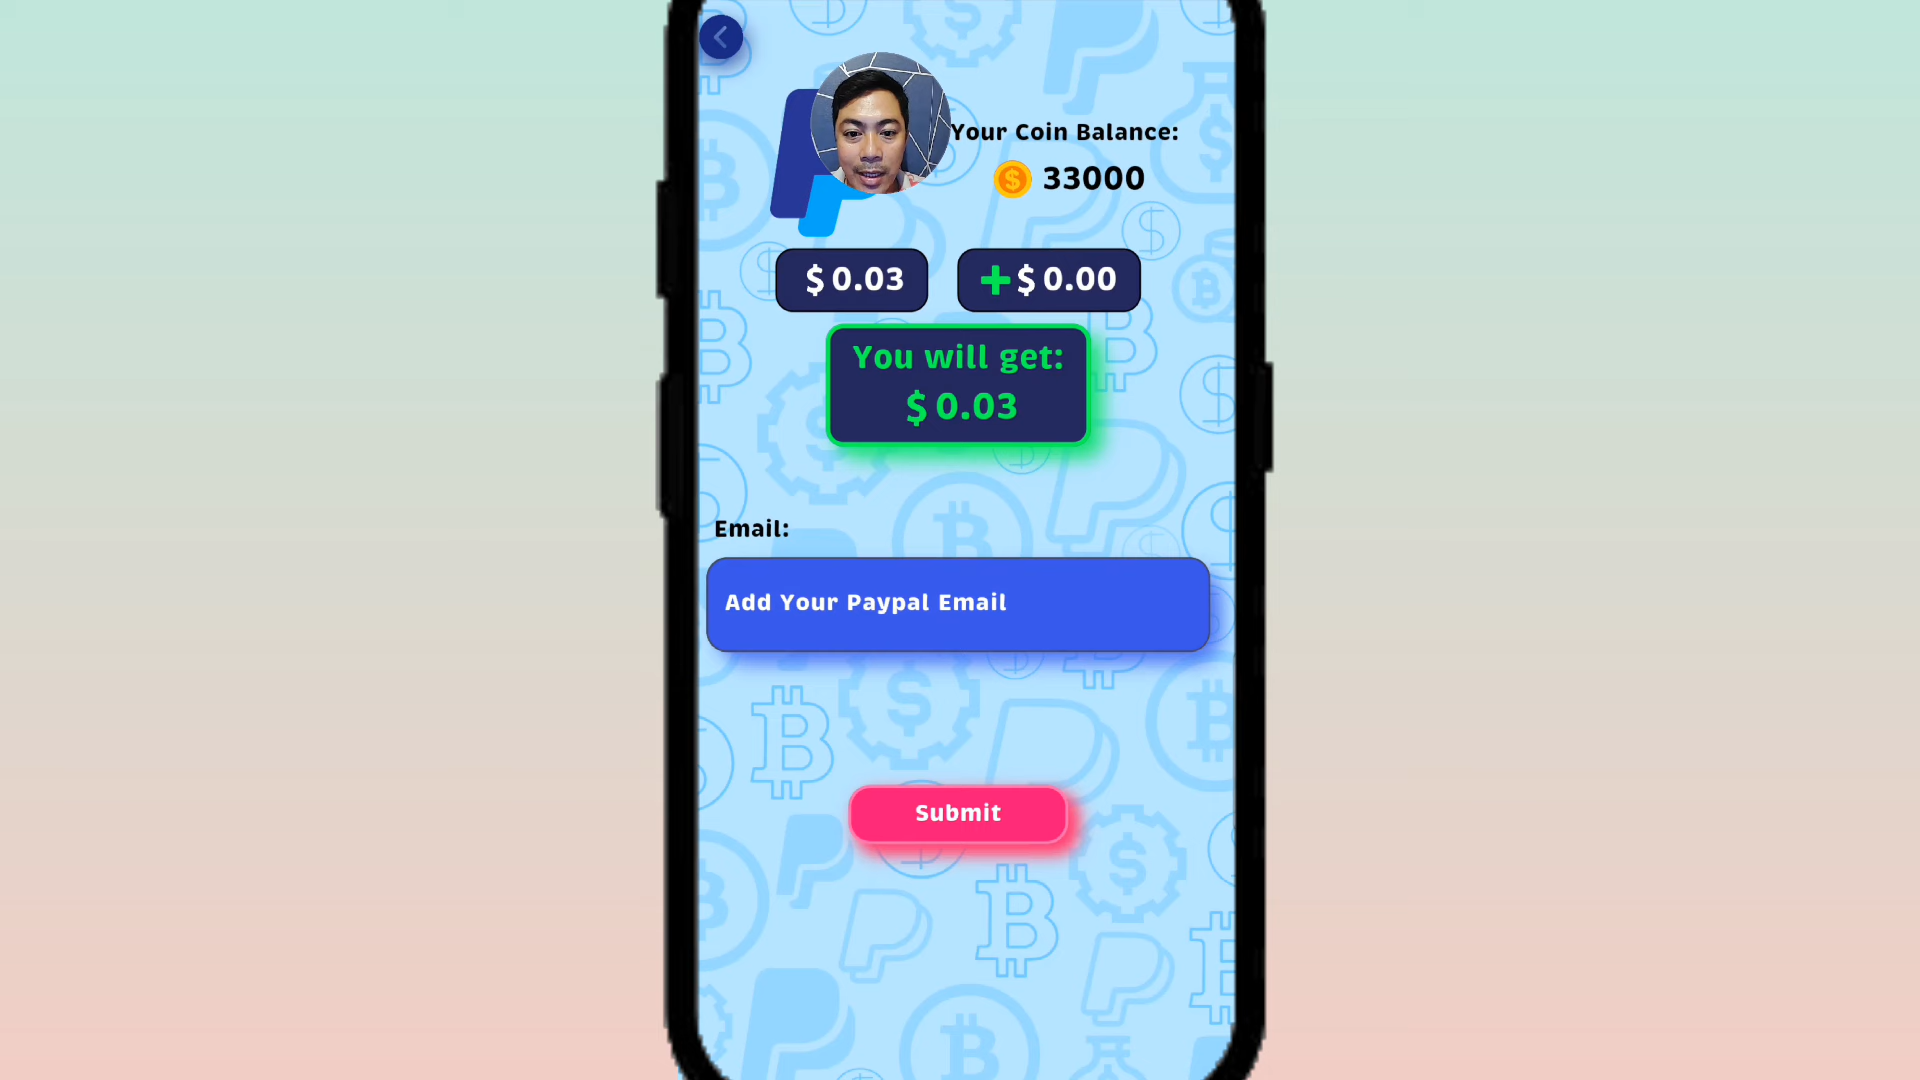 Your Coin Balance:
33000
$ 0.03
+ $ 0.00
You will get:
$ 0.03
Email:
Add Your Paypal Email
Submit